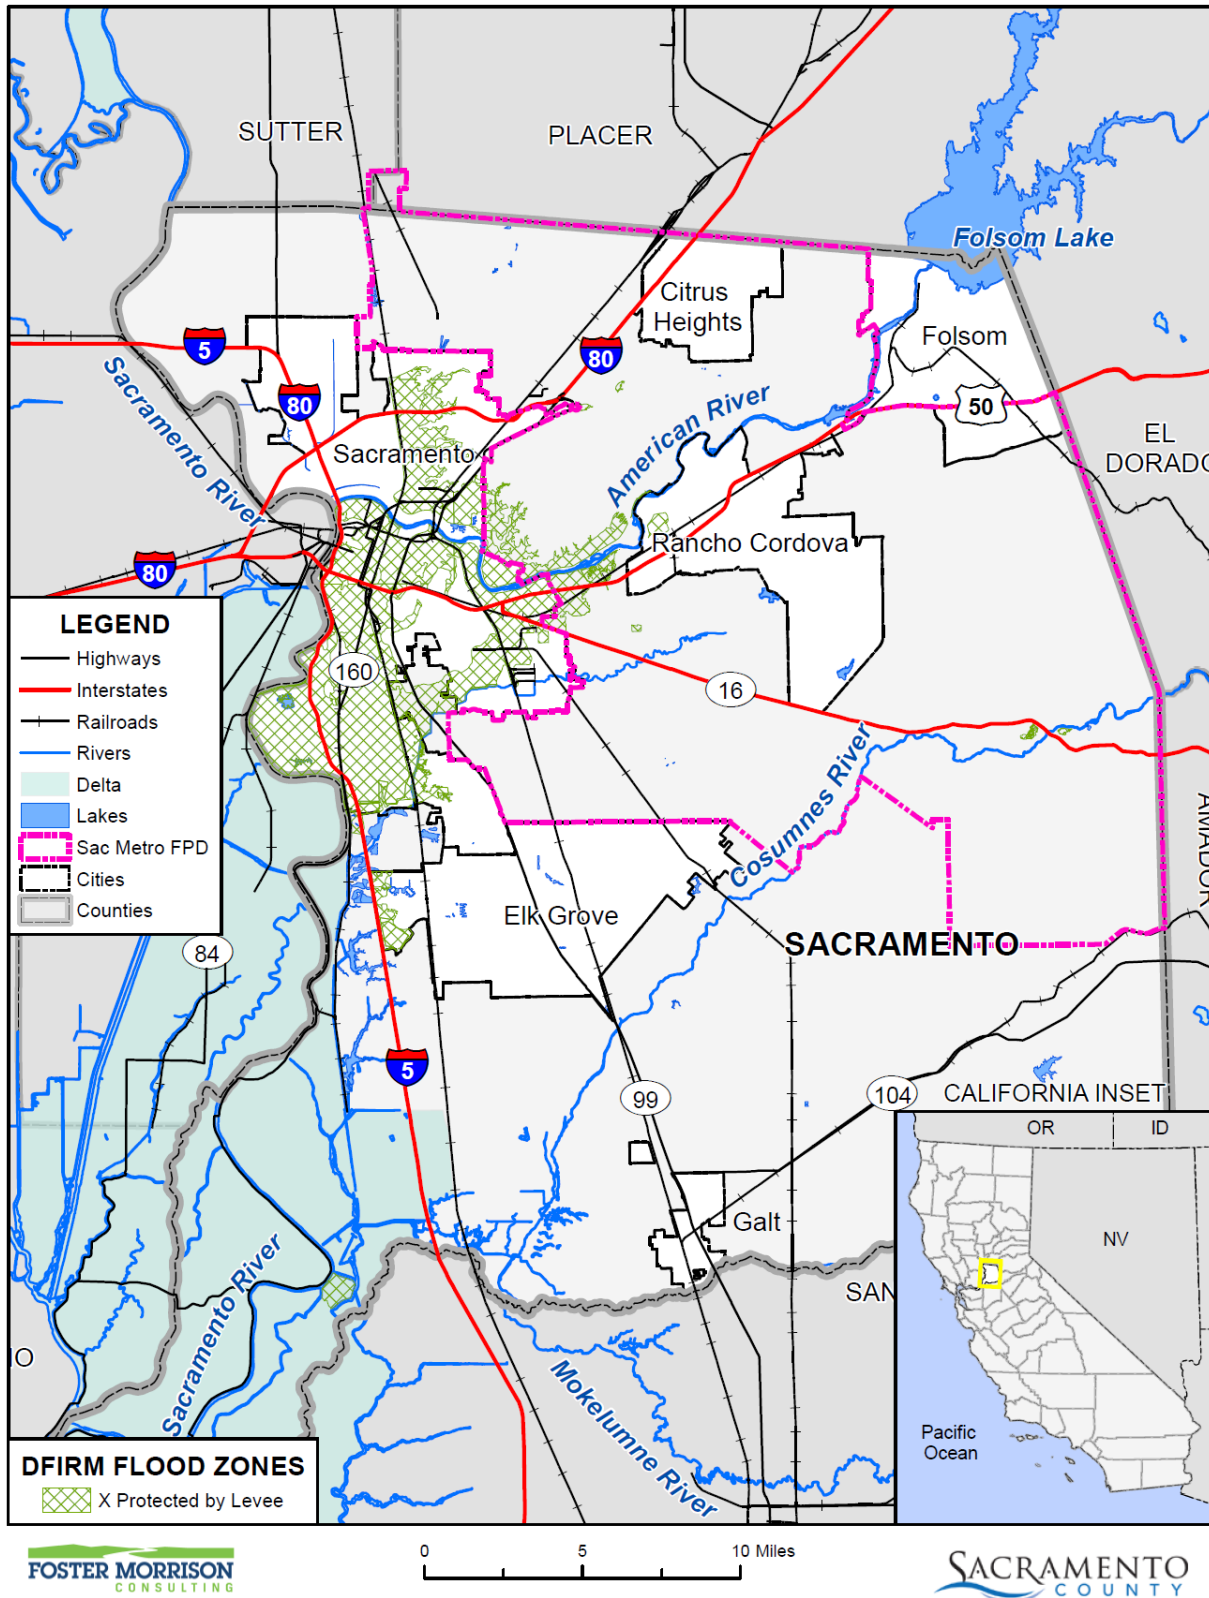 SUTTER
PLACER
Folsom Lake
Citrus
Heights
Folsom
5
80
80
50
Sacramento River
American River
EL
DORADO
Sacramento
Rancho Cordova
80
LEGEND
Highways
Interstates
Railroads
Rivers
Delta
Lakes
Sac Metro FPD
Cities
Counties
160
16
Cosumnes River
AMADOR
Elk Grove
SACRAMENTO
84
5
99
104
CALIFORNIA INSET
OR
ID
NV
Galt
SAN
IO
Sacramento River
Mokelumne River
Pacific
Ocean
DFIRM FLOOD ZONES
X Protected by Levee
FOSTER MORRISON
CONSULTING
0
5
10 Miles
SACRAMENTO
COUNTY